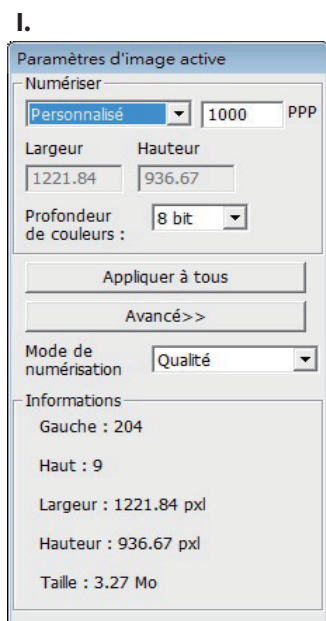 I.
Paramètres d'image active
Numériser
Personnalisé 1000 PPP
Largeur Hauteur
1221.84 936.67
Profondeur
de couleurs : 8 bit
Appliquer à tous
Avancé>>
Mode de
numérisation Qualité
Informations
Gauche : 204
Haut : 9
Largeur : 1221.84 pxl
Hauteur : 936.67 pxl
Taille : 3.27 Mo